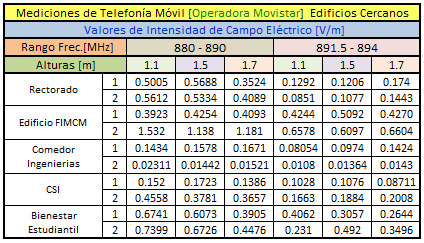 Mediciones de Telefonía Móvil [Operadora Movistar] Edificios Cercanos
Valores de Intensidad de Campo Eléctrico [V/m]
Rango Frec.[MHz] 880 - 890 891.5 - 894
Alturas [m] 1.1 1.5 1.7 1.1 1.5 1.7
Rectorado 1 0.5005 0.5688 0.3524 0.1292 0.1206 0.174
2 0.5612 0.5334 0.4089 0.0851 0.1077 0.1443
Edificio FIMCM 1 0.3923 0.4254 0.4093 0.4244 0.5092 0.4270
2 1.532 1.138 1.181 0.6578 0.6097 0.6604
Comedor Ingenierias 1 0.1434 0.1578 0.1671 0.08054 0.0974 0.1424
2 0.02311 0.01442 0.01521 0.0108 0.01364 0.0143
CSI 1 0.152 0.1723 0.1386 0.1028 0.1076 0.08711
2 0.4558 0.3781 0.3657 0.1663 0.1884 0.2008
Bienestar Estudiantil 1 0.6741 0.6073 0.3905 0.4062 0.3057 0.2644
2 0.7399 0.6726 0.4476 0.231 0.492 0.3496